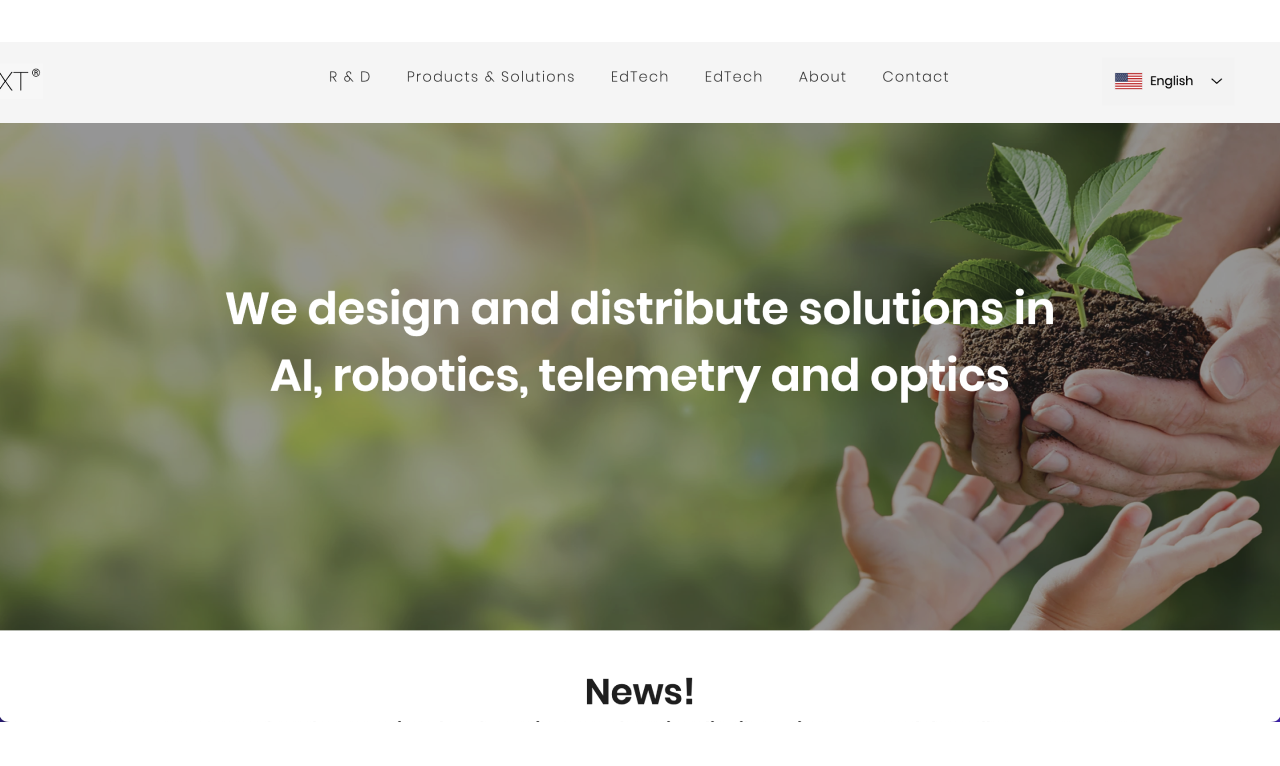 XT®
R & D
Products & Solutions
EdTech
EdTech
About
Contact
English
We design and distribute solutions in
AI, robotics, telemetry and optics
News!